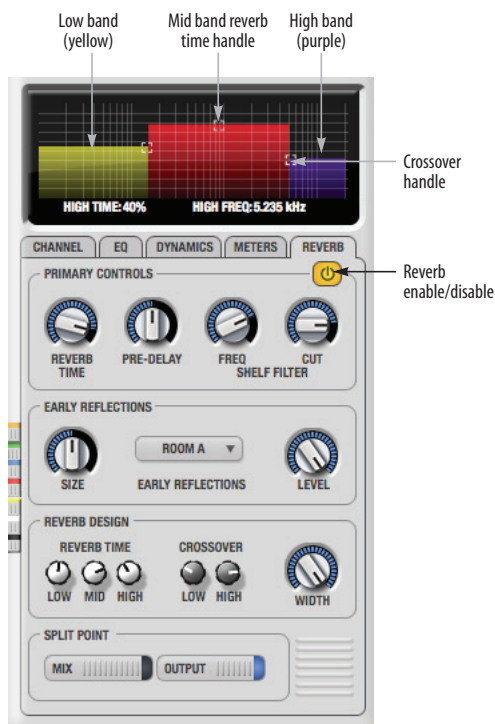 Low band
(yellow)
Mid band reverb
time handle
High band
(purple)
Crossover
handle
HIGH TIME: 40% HIGH FREQ: 5.235 kHz
CHANNEL EQ DYNAMICS METERS REVERB
Reverb
enable/disable
PRIMARY CONTROLS
REVERB
TIME
PRE-DELAY
FREQ CUT
SHELF FILTER
EARLY REFLECTIONS
ROOM A
SIZE EARLY REFLECTIONS LEVEL
REVERB DESIGN
REVERB TIME CROSSOVER
LOW MID HIGH LOW HIGH WIDTH
SPLIT POINT
MIX OUTPUT